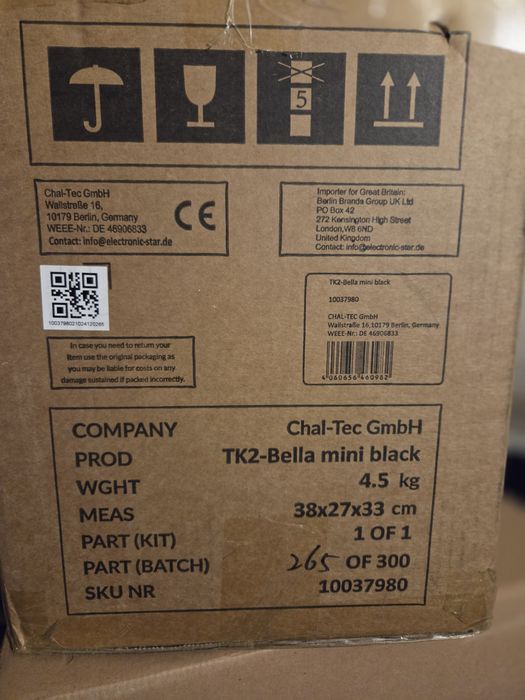 5
Chal-Tec GmbH
Wallstraße 16,
10179 Berlin, Germany
WEEE-Nr.: DE 46906833
Contact: info@electronic-star.de
CE
Importer for Great Britain:
Berlin Brands Group UK Ltd
PO Box 42
272 Kensington High Street
London,W8 6ND
United Kingdom
Contact: info@electronic-star.de
1003798021024120265
TK2-Bella mini black
10037980
CHAL-TEC GmbH
Wallstraße 16,10179 Berlin, Germany
WEEE-Nr.: DE 46906833
4 060656 460982
In case you need to return your
item use the original packaging as
you may be liable for costs on any
damage sustained if packed incorrectly.
COMPANY Chal-Tec GmbH
PROD TK2-Bella mini black
WGHT 4.5 kg
MEAS 38x27x33 cm
PART (KIT) 1 OF 1
PART (BATCH) 265 OF 300
SKU NR 10037980